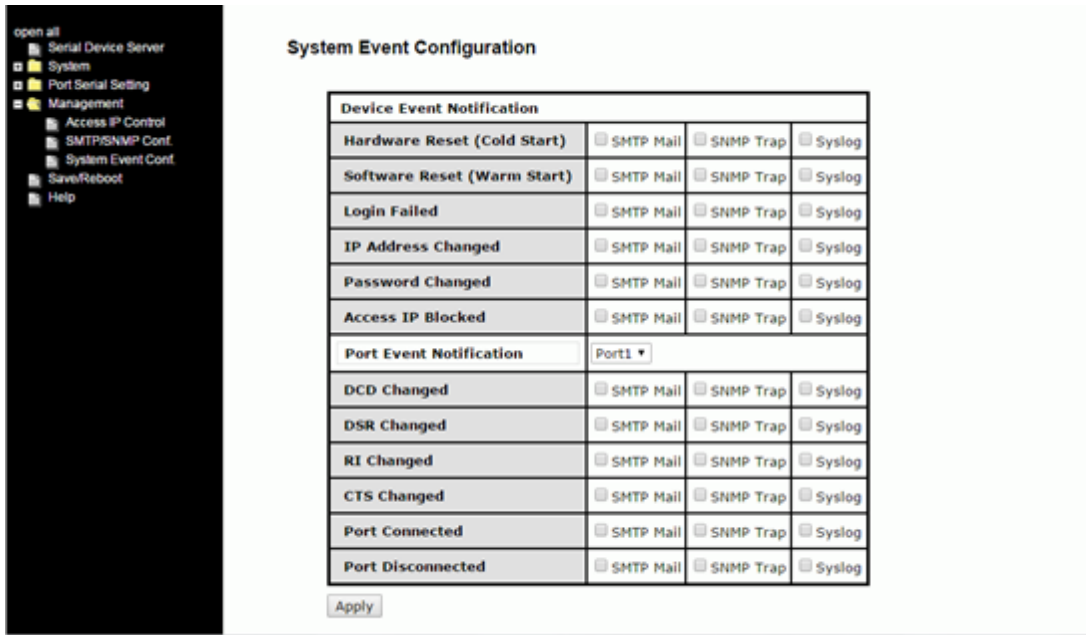 open all
Serial Device Server
System
Port Serial Setting
Management
Access IP Control
SMTP/SNMP Conf.
System Event Conf.
Save/Reboot
Help
System Event Configuration
Device Event Notification
Hardware Reset (Cold Start) SMTP Mail SNMP Trap Syslog
Software Reset (Warm Start) SMTP Mail SNMP Trap Syslog
Login Failed SMTP Mail SNMP Trap Syslog
IP Address Changed SMTP Mail SNMP Trap Syslog
Password Changed SMTP Mail SNMP Trap Syslog
Access IP Blocked SMTP Mail SNMP Trap Syslog
Port Event Notification Port1
DCD Changed SMTP Mail SNMP Trap Syslog
DSR Changed SMTP Mail SNMP Trap Syslog
RI Changed SMTP Mail SNMP Trap Syslog
CTS Changed SMTP Mail SNMP Trap Syslog
Port Connected SMTP Mail SNMP Trap Syslog
Port Disconnected SMTP Mail SNMP Trap Syslog
Apply